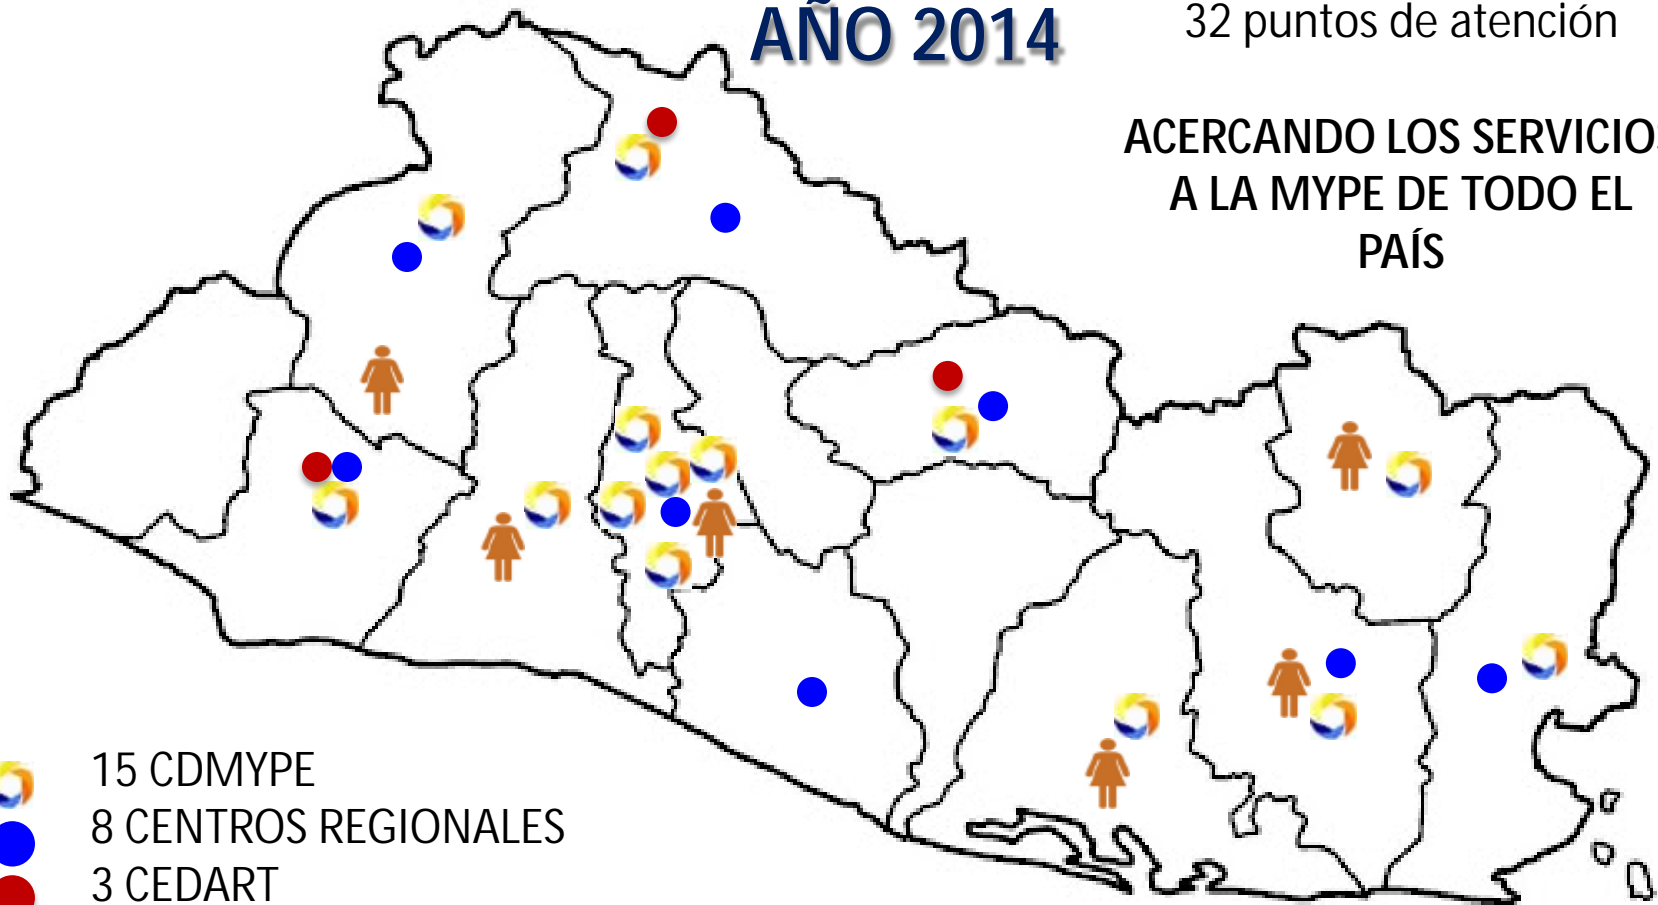 AÑO 2014
32 puntos de atención
ACERCANDO LOS SERVICIOS
A LA MYPE DE TODO EL
PAÍS
15 CDMYPE
8 CENTROS REGIONALES
3 CEDART